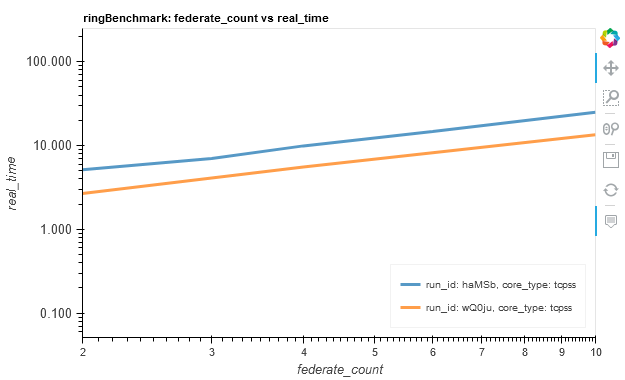 ringBenchmark: federate_count vs real_time
100.000
10.000
1.000
0.100
real_time
run_id: haMSb, core_type: tcpss
run_id: wQ0ju, core_type: tcpss
2 3 4 5 6 7 8 9 10
federate_count